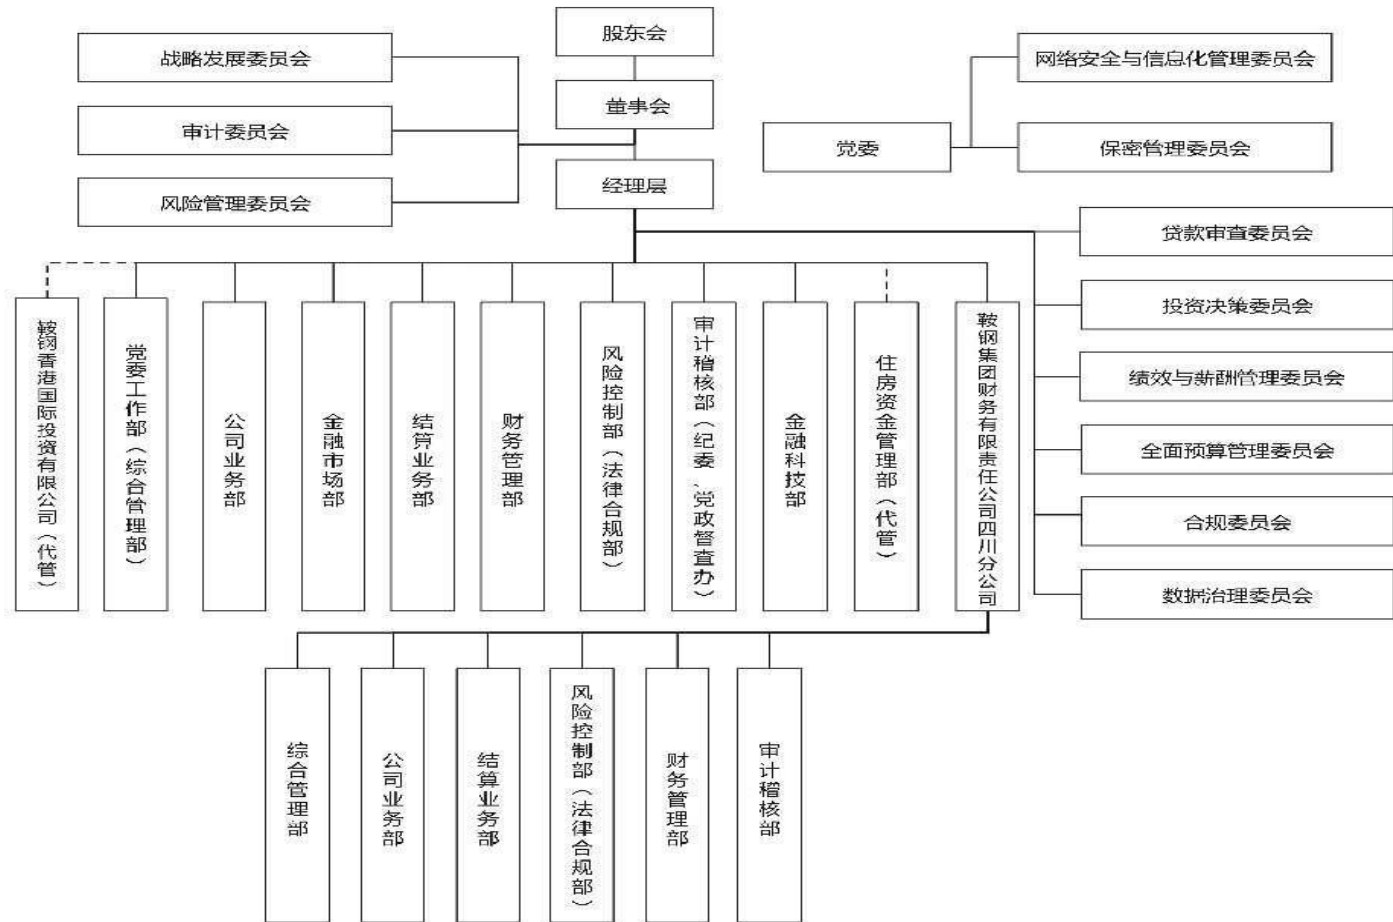 股东会
战略发展委员会
网络安全与信息化管理委员会
董事会
审计委员会
党委
保密管理委员会
经理层
风险管理委员会
贷款审查委员会
投资决策委员会
绩效与薪酬管理委员会
全面预算管理委员会
合规委员会
数据治理委员会
鞍钢香港国际投资有限公司（代管）
党委工作部（综合管理部）
公司业务部
金融市场部
结算业务部
财务管理部
风险控制部（法律合规部）
审计稽核部（纪委、党政督查办）
金融科技部
住房资金管理部（代管）
鞍钢集团财务有限责任公司四川分公司
综合管理部
公司业务部
结算业务部
风险控制部（法律合规部）
财务管理部
审计稽核部